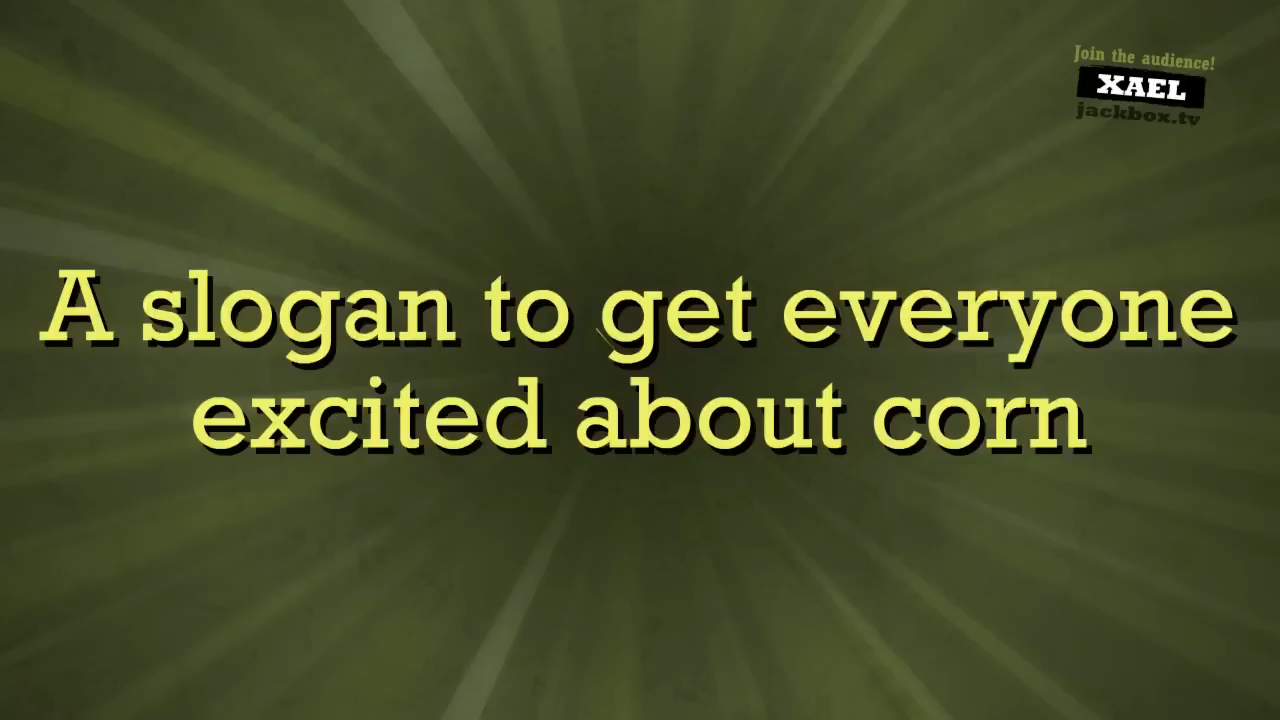 Join the audience!
XAEL
jackbox.tv
A slogan to get everyone
excited about corn